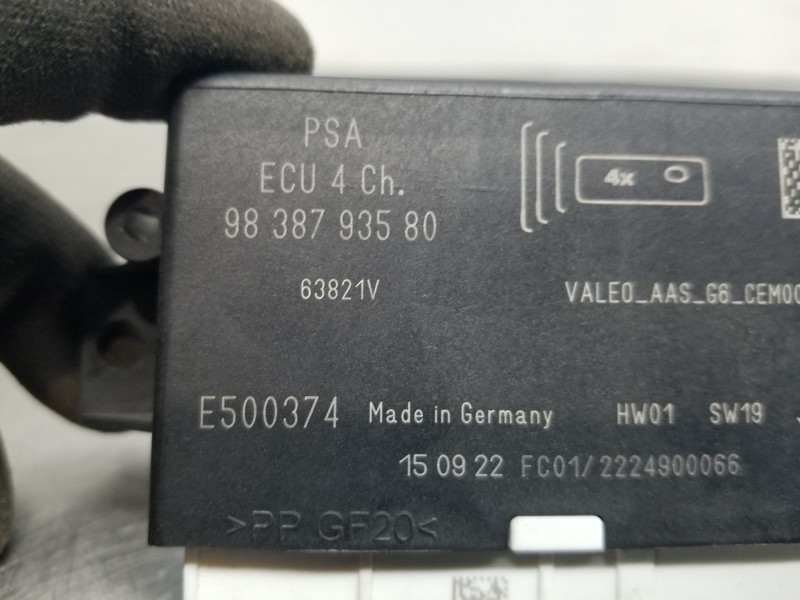 PSA
ECU 4 Ch.
98 387 935 80
4x
63821V
VALEO_AAS_G6_CEM00
E500374 Made in Germany HW01 SW19
15 09 22 FC01/2224900066
>PP GF20<